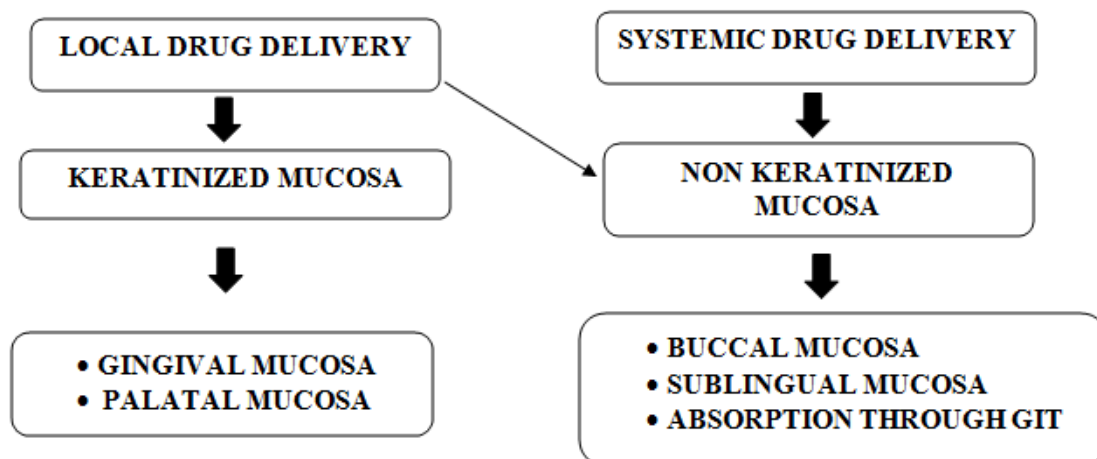 LOCAL DRUG DELIVERY
SYSTEMIC DRUG DELIVERY
KERATINIZED MUCOSA
NON KERATINIZED
MUCOSA
• GINGIVAL MUCOSA
• PALATAL MUCOSA
• BUCCAL MUCOSA
• SUBLINGUAL MUCOSA
• ABSORPTION THROUGH GIT